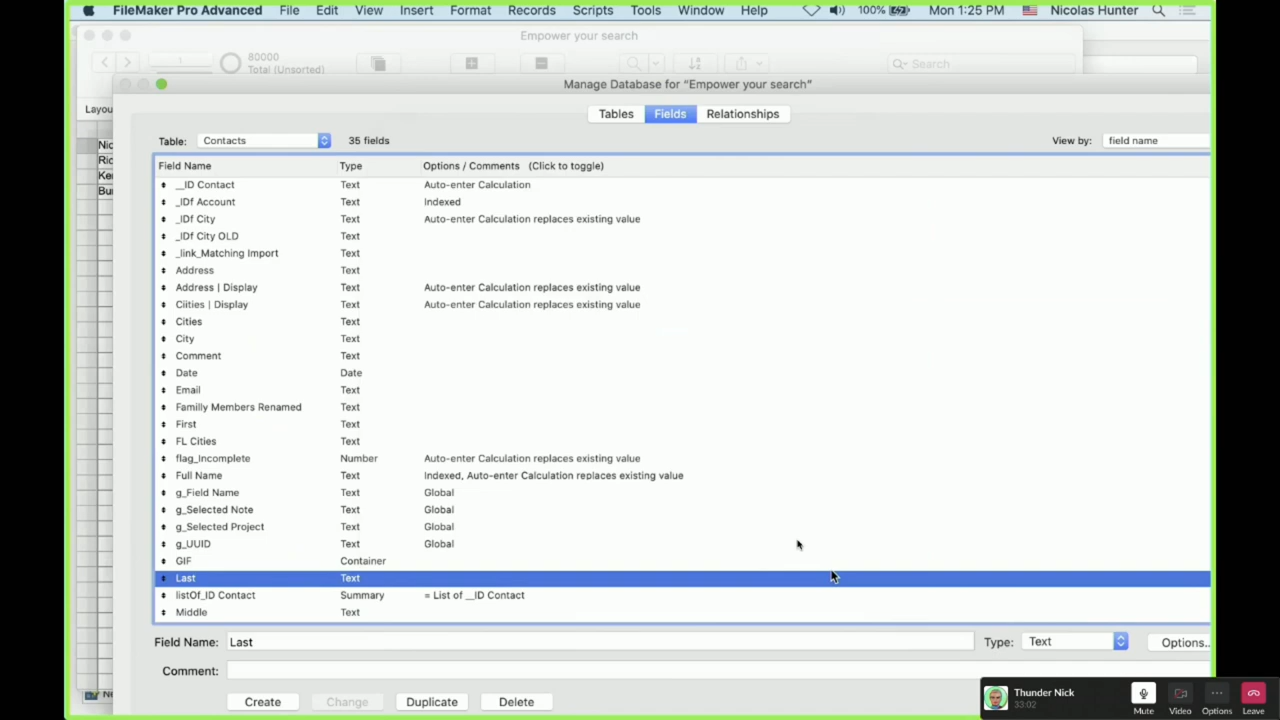 FileMaker Pro Advanced File Edit View Insert Format Records Scripts Tools Window Help 100% Mon 1:25 PM Nicolas Hunter
Empower your search
80000
Total (Unsorted)
Search
Manage Database for “Empower your search”
Layou
Tables Fields Relationships
Table: Contacts 35 fields View by: field name
Nic
Ric
Ker
Bur
Field Name Type Options / Comments (Click to toggle)
__ID Contact Text Auto-enter Calculation
_IDf Account Text Indexed
_IDf City Text Auto-enter Calculation replaces existing value
_IDf City OLD Text
_link_Matching Import Text
Address Text
Address | Display Text Auto-enter Calculation replaces existing value
Ciities | Display Text Auto-enter Calculation replaces existing value
Cities Text
City Text
Comment Text
Date Date
Email Text
Familly Members Renamed Text
First Text
FL Cities Text
flag_Incomplete Number Auto-enter Calculation replaces existing value
Full Name Text Indexed, Auto-enter Calculation replaces existing value
g_Field Name Text Global
g_Selected Note Text Global
g_Selected Project Text Global
g_UUID Text Global
GIF Container
Last Text
listOf_ID Contact Summary = List of __ID Contact
Middle Text
Field Name: Last Type: Text Options..
Comment:
Create Change Duplicate Delete
Thunder Nick
33:02
Mute Video Options Leave